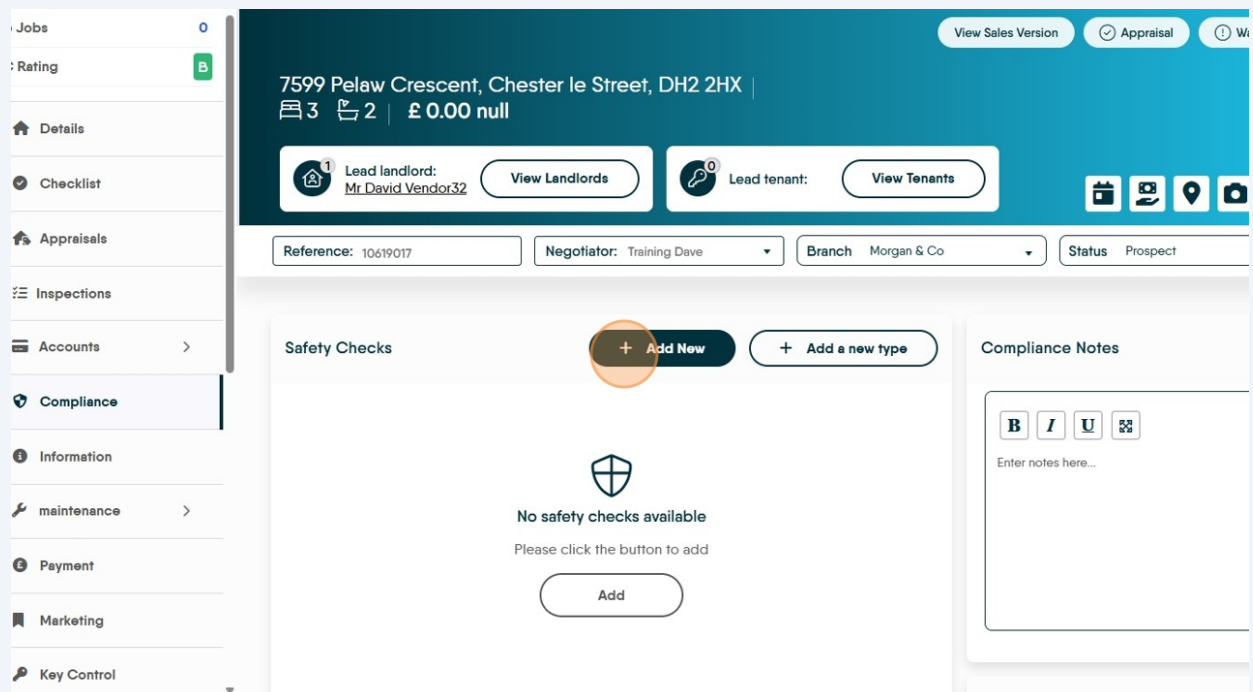 Jobs 0
Rating B
Details
Checklist
Appraisals
Inspections
Accounts
Compliance
Information
maintenance
Payment
Marketing
Key Control
View Sales Version
Appraisal
7599 Pelaw Crescent, Chester le Street, DH2 2HX
3 2 £ 0.00 null
1 Lead landlord:
Mr David Vendor32
View Landlords
0 Lead tenant:
View Tenants
Reference: 10619017
Negotiator: Training Dave
Branch Morgan & Co
Status Prospect
Safety Checks
+ Add New
+ Add a new type
No safety checks available
Please click the button to add
Add
Compliance Notes
B I U
Enter notes here...